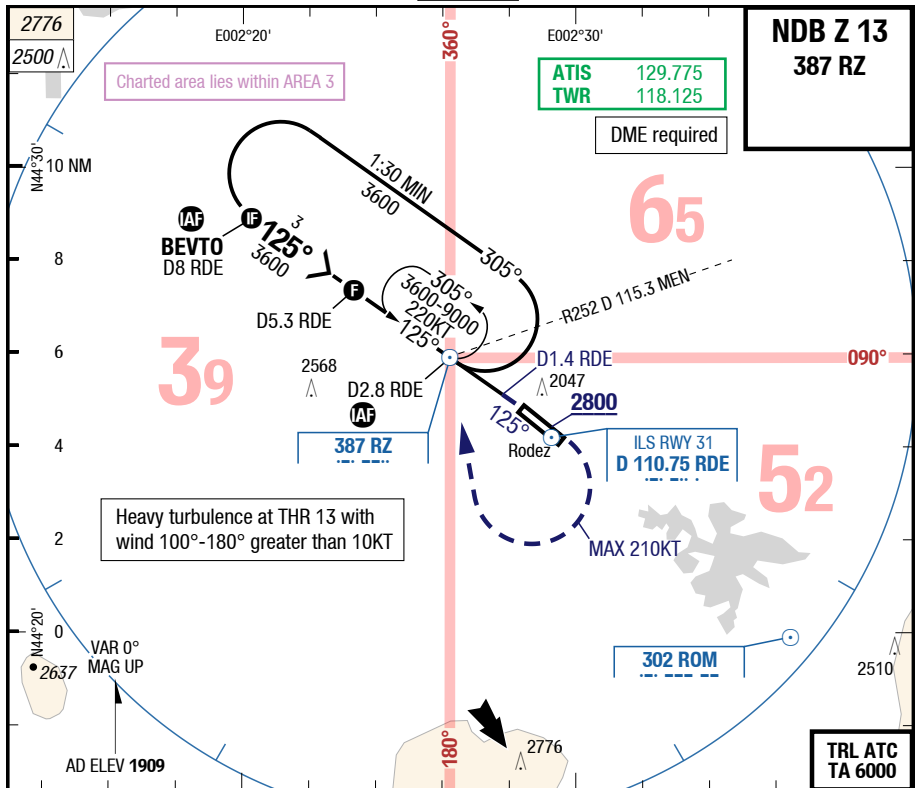 2776
2500
E002°20'
360°
E002°30'
NDB Z 13
387 RZ
Charted area lies within AREA 3
ATIS 129.775
TWR 118.125
DME required
N44°30'
10 NM
1:30 MIN
3600
65
IAF
IF
BEVTO
D8 RDE
3
125°
3600
8
305°
305°
3600-9000
220KT
125°
R252 D 115.3 MEN
F
D5.3 RDE
6
39
2568
D2.8 RDE
IAF
D1.4 RDE
090°
2047
2800
125°
Rodez
387 RZ
ILS RWY 31
D 110.75 RDE
52
4
Heavy turbulence at THR 13 with
wind 100°-180° greater than 10KT
MAX 210KT
2
N44°20'
0
VAR 0°
MAG UP
2637
302 ROM
2510
180°
2776
AD ELEV 1909
TRL ATC
TA 6000